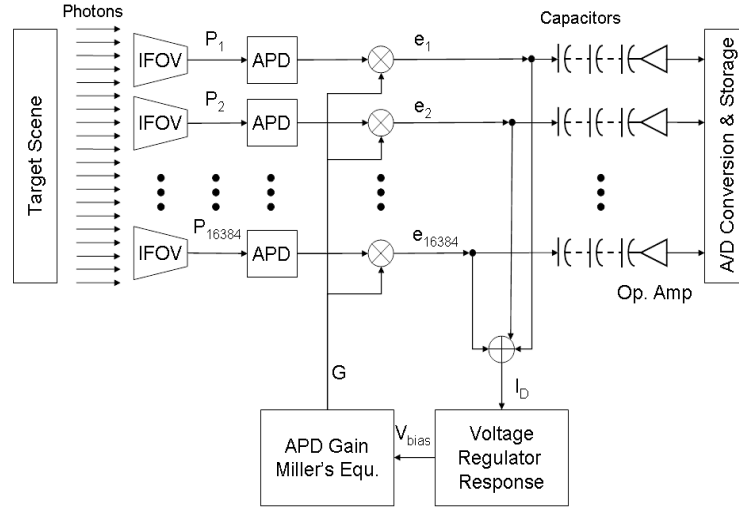 Photons
Capacitors
Target Scene
IFOV
P1
APD
e1
IFOV
P2
APD
e2
IFOV
P16384
APD
e16384
Op. Amp
A/D Conversion & Storage
G
ID
APD Gain
Miller's Equ.
Vbias
Voltage
Regulator
Response